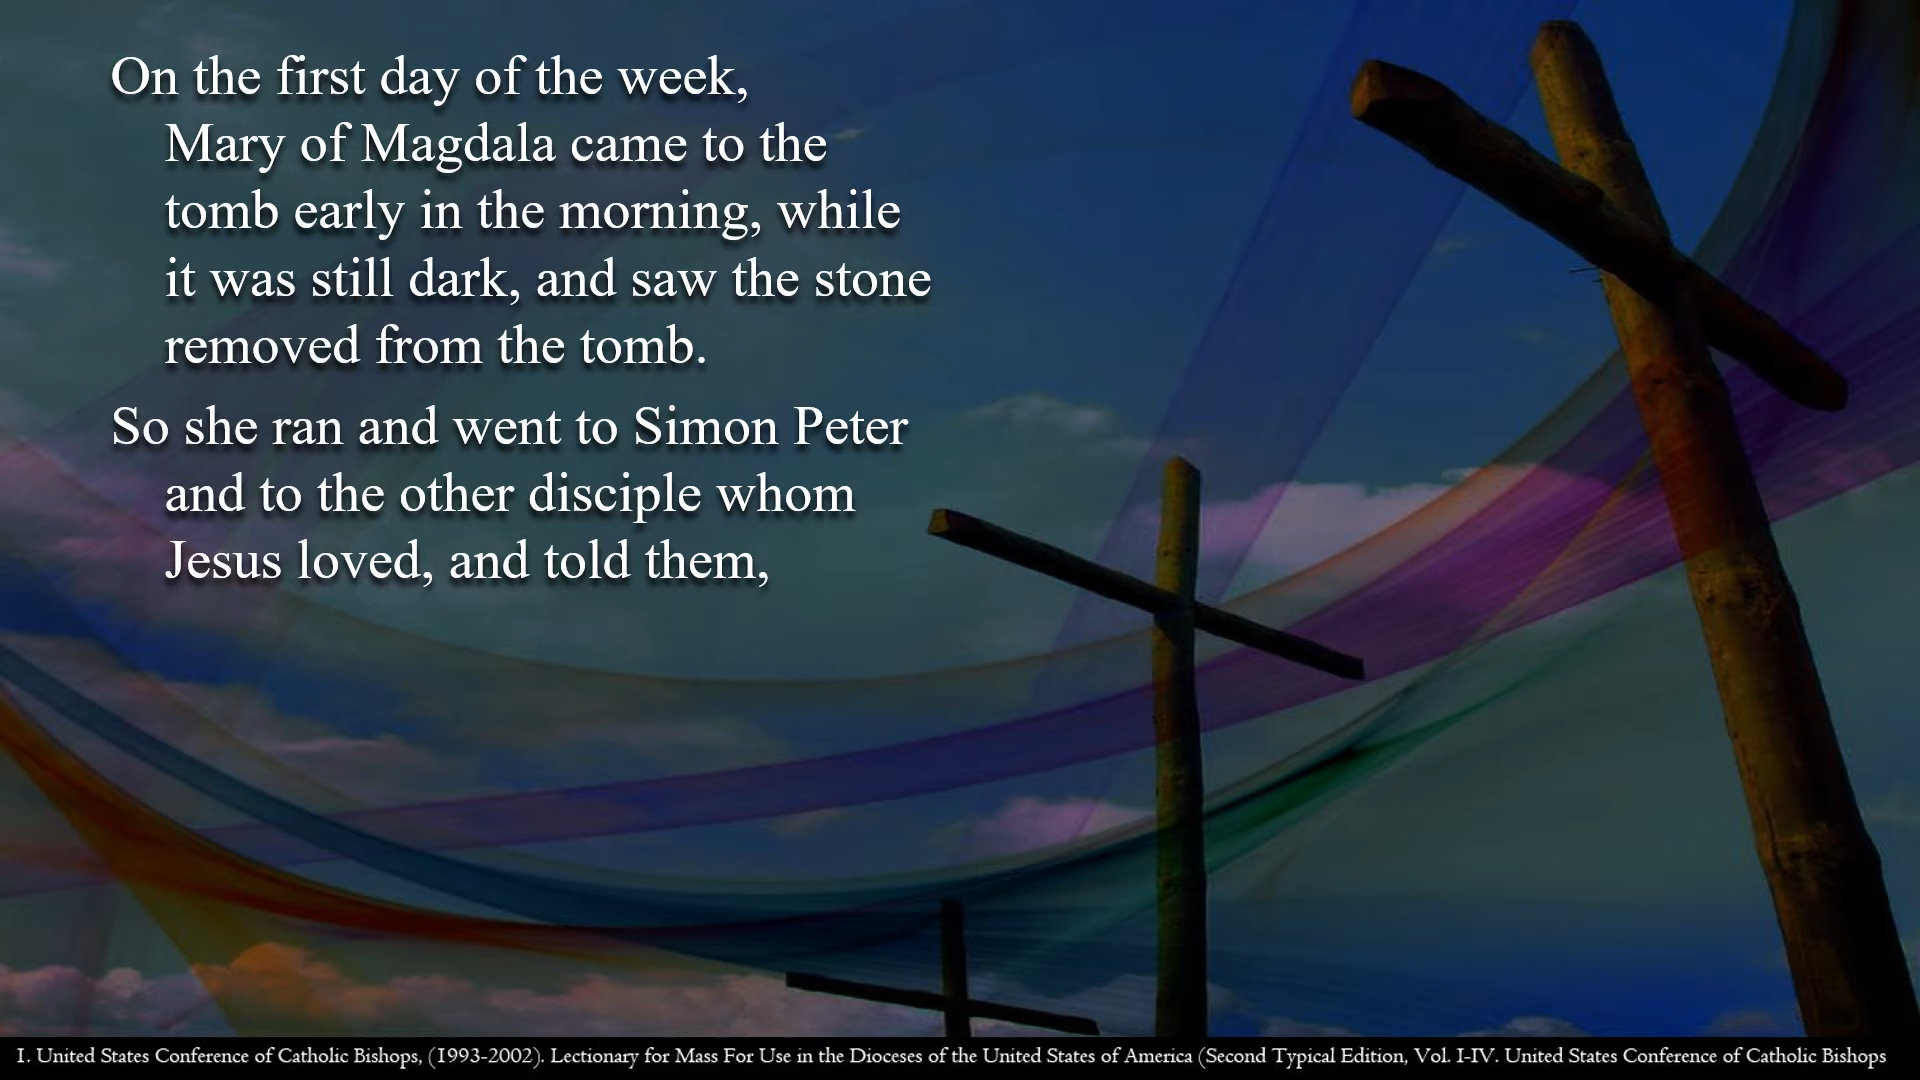 On the first day of the week,
Mary of Magdala came to the
tomb early in the morning, while
it was still dark, and saw the stone
removed from the tomb.
So she ran and went to Simon Peter
and to the other disciple whom
Jesus loved, and told them,
1. United States Conference of Catholic Bishops, (1993-2002). Lectionary for Mass For Use in the Dioceses of the United States of America (Second Typical Edition, Vol. I-IV. United States Conference of Catholic Bishops